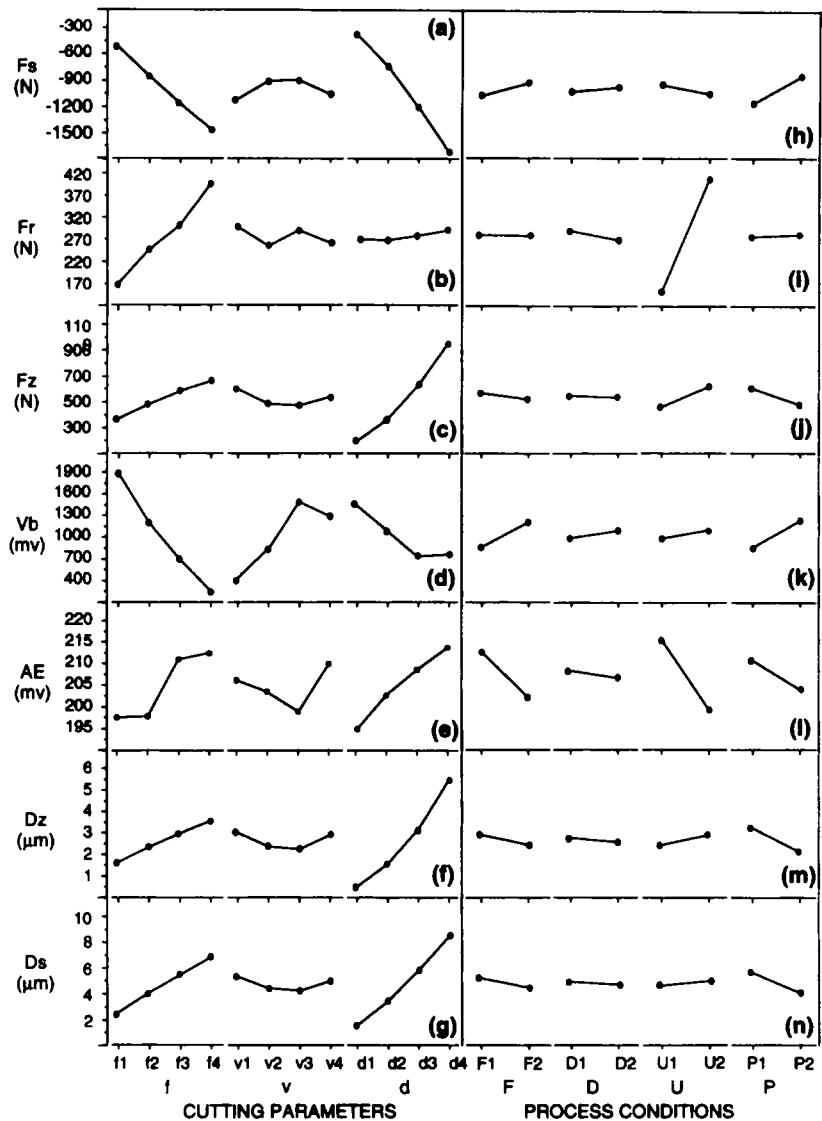 -300
-600
Fs -900
(N) -1200
-1500
(a)
(h)
420
370
Fr 320
(N) 270
220
170
(b)
(i)
110
0
900
Fz 700
(N) 500
300
(c)
(j)
1900
1600
Vb 1300
(mv) 1000
700
400
(d)
(k)
220
215
AE 210
(mv) 205
200
195
(e)
(l)
6
5
Dz 4
(μm) 3
2
1
(f)
(m)
10
8
Ds 6
(μm) 4
2
(g)
(n)
f1 f2 f3 f4 v1 v2 v3 v4 d1 d2 d3 d4 F1 F2 D1 D2 U1 U2 P1 P2
f v d F D U P
CUTTING PARAMETERS PROCESS CONDITIONS